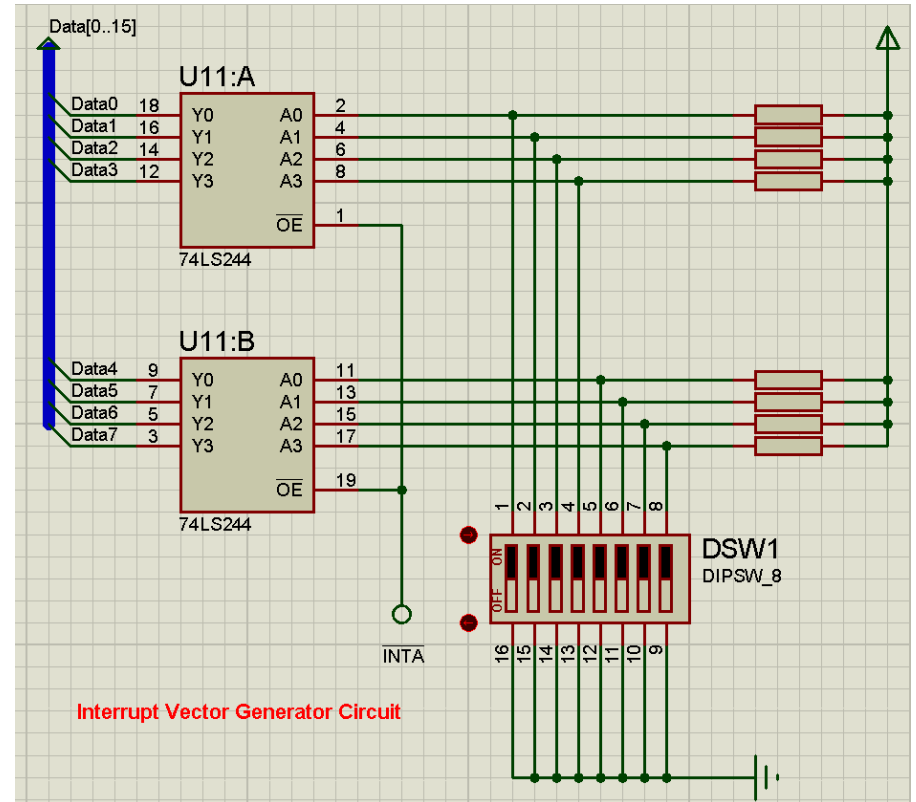 Data[0..15]
U11:A
Data0 18 Y0 A0 2
Data1 16 Y1 A1 4
Data2 14 Y2 A2 6
Data3 12 Y3 A3 8
OE 1
74LS244
U11:B
Data4 9 Y0 A0 11
Data5 7 Y1 A1 13
Data6 5 Y2 A2 15
Data7 3 Y3 A3 17
OE 19
74LS244
1 2 3 4 5 6 7 8
ON
OFF
DSW1
DIPSW_8
16 15 14 13 12 11 10 9
INTA
Interrupt Vector Generator Circuit